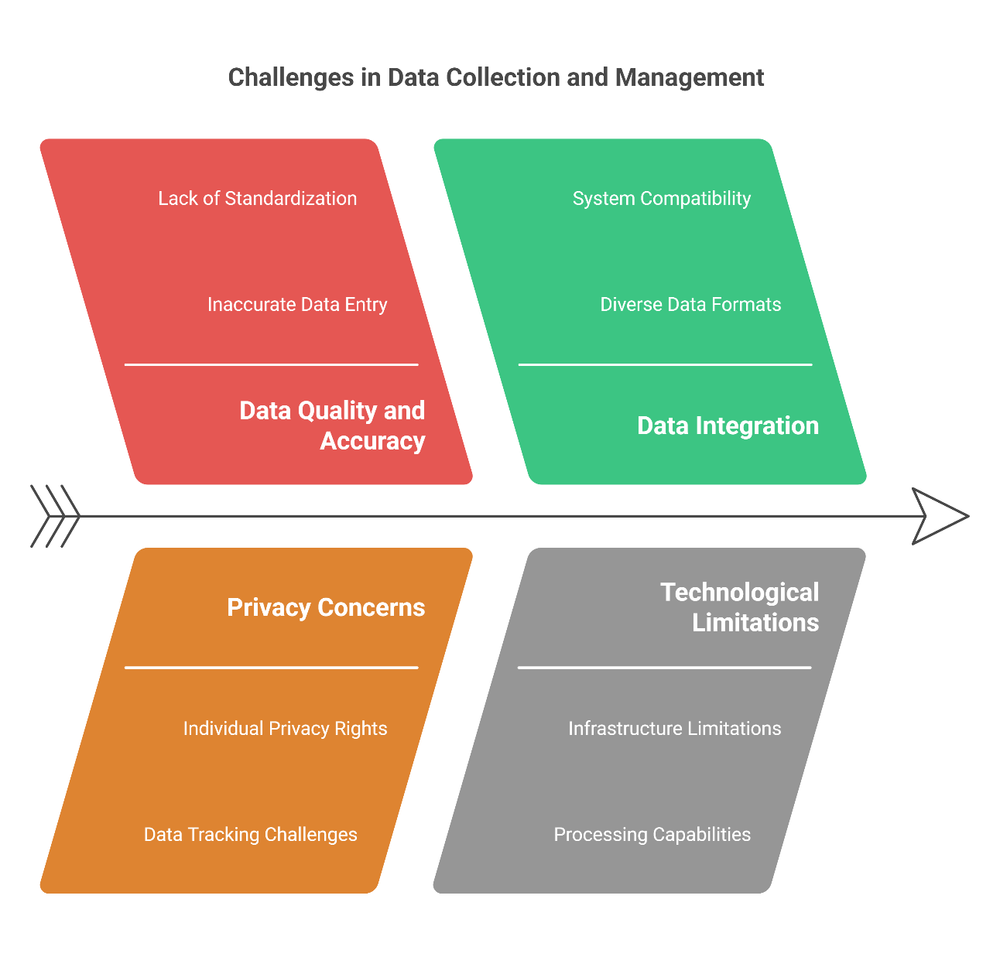 Challenges in Data Collection and Management
Lack of Standardization
Inaccurate Data Entry
Data Quality and
Accuracy
System Compatibility
Diverse Data Formats
Data Integration
Privacy Concerns
Individual Privacy Rights
Data Tracking Challenges
Technological
Limitations
Infrastructure Limitations
Processing Capabilities